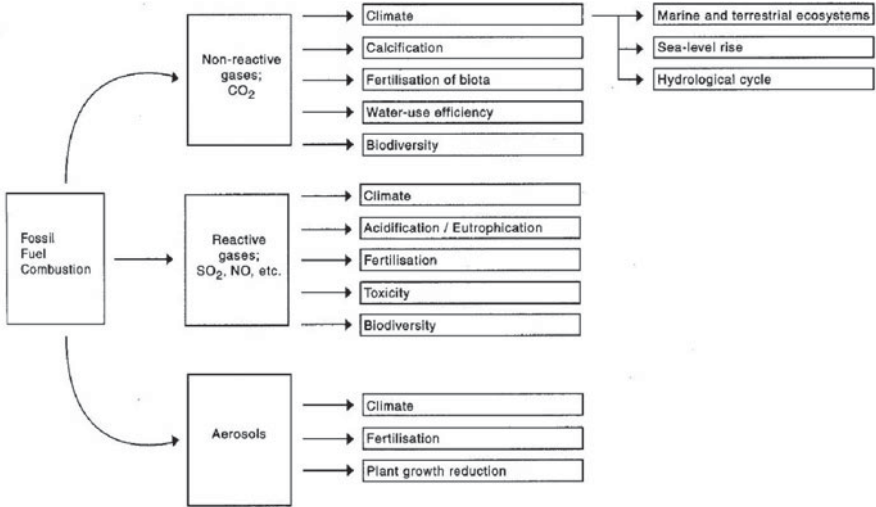 Climate
Marine and terrestrial ecosystems
Non-reactive
gases;
CO₂
Calcification
Sea-level rise
Fertilisation of biota
Hydrological cycle
Water-use efficiency
Biodiversity
Fossil
Fuel
Combustion
Reactive
gases;
SO₂, NO, etc.
Climate
Acidification / Eutrophication
Fertilisation
Toxicity
Biodiversity
Aerosols
Climate
Fertilisation
Plant growth reduction